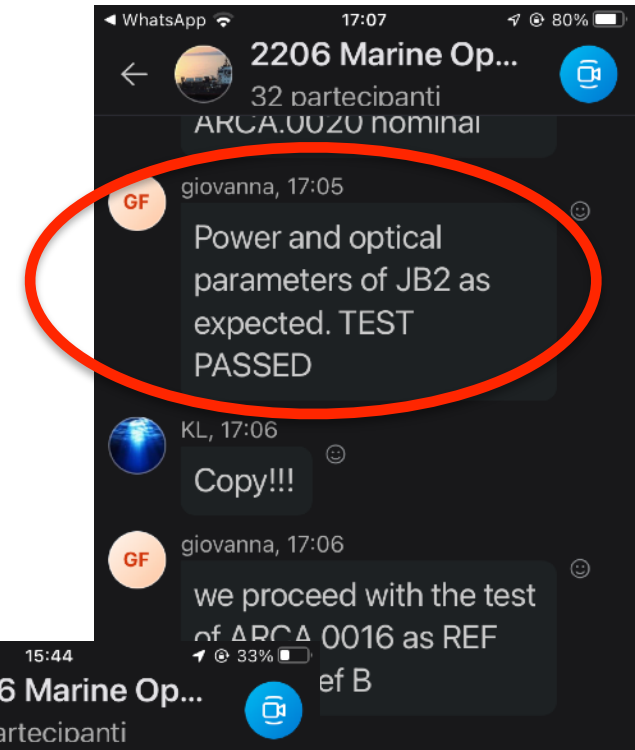 WhatsApp 17:07 80%
2206 Marine Op...
32 partecipanti
ARCA.0020 nominal
giovanna, 17:05
GF
Power and optical
parameters of JB2 as
expected. TEST
PASSED
KL, 17:06
Copy!!!
giovanna, 17:06
GF
we proceed with the test
of ARCA.0016 as REF
ef B
15:44 33%
6 Marine Op...
artecipanti